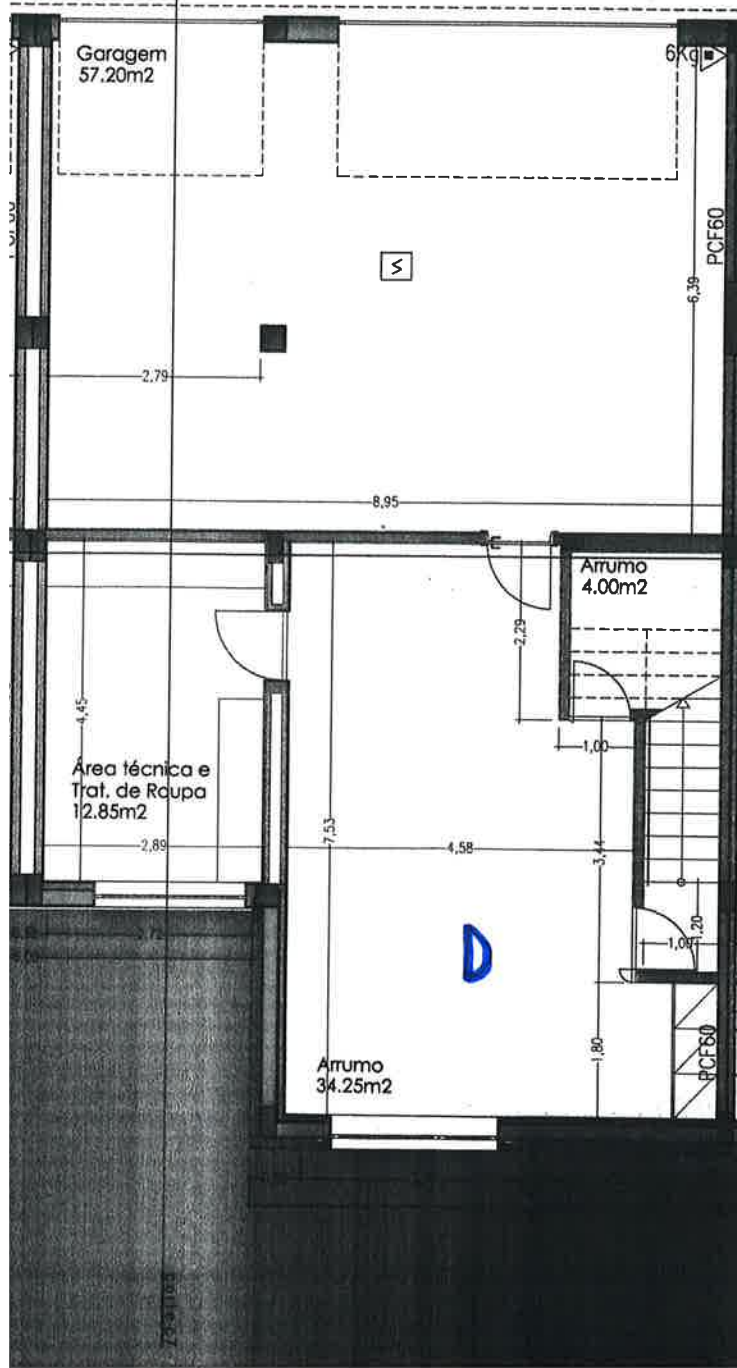 Garagem
57.20m2
6Kg
PCF60
6,39
S
2,79
8,95
Arrumo
4.00m2
2,29
4,45
1,00
Área técnica e
Trat. de Roupa
12.85m2
7,53
4,58
3,44
2,89
1,20
1,09
D
1,80
Arrumo
34.25m2
PCF60